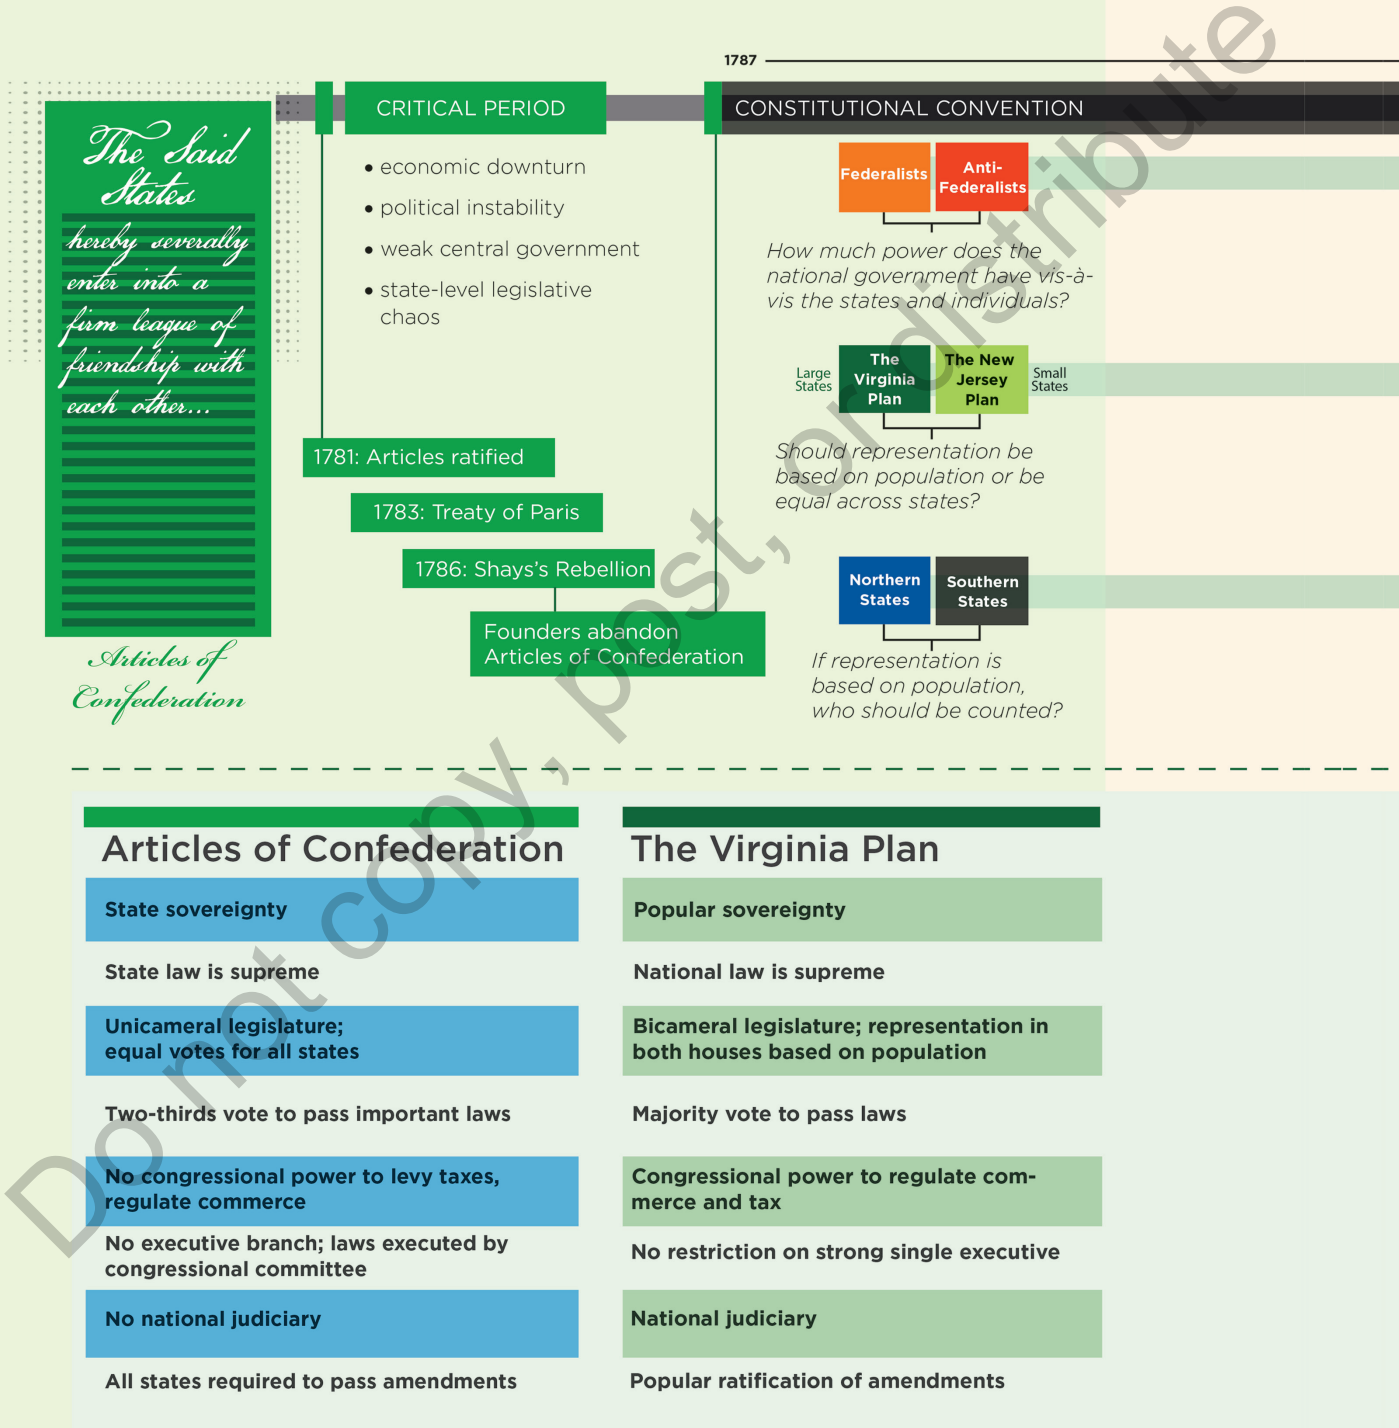 1787
The Said
States
hereby severally
enter into a
firm league of
friendship with
each other...
Articles of
Confederation
CRITICAL PERIOD
• economic downturn
• political instability
• weak central government
• state-level legislative
chaos
1781: Articles ratified
1783: Treaty of Paris
1786: Shays's Rebellion
Founders abandon
Articles of Confederation
CONSTITUTIONAL CONVENTION
Federalists
Anti-
Federalists
How much power does the
national government have vis-à-
vis the states and individuals?
Large
States
The
Virginia
Plan
The New
Jersey
Plan
Small
States
Should representation be
based on population or be
equal across states?
Northern
States
Southern
States
If representation is
based on population,
who should be counted?
Articles of Confederation
State sovereignty
State law is supreme
Unicameral legislature;
equal votes for all states
Two-thirds vote to pass important laws
No congressional power to levy taxes,
regulate commerce
No executive branch; laws executed by
congressional committee
No national judiciary
All states required to pass amendments
The Virginia Plan
Popular sovereignty
National law is supreme
Bicameral legislature; representation in
both houses based on population
Majority vote to pass laws
Congressional power to regulate com-
merce and tax
No restriction on strong single executive
National judiciary
Popular ratification of amendments
Do not copy, post, or distribute